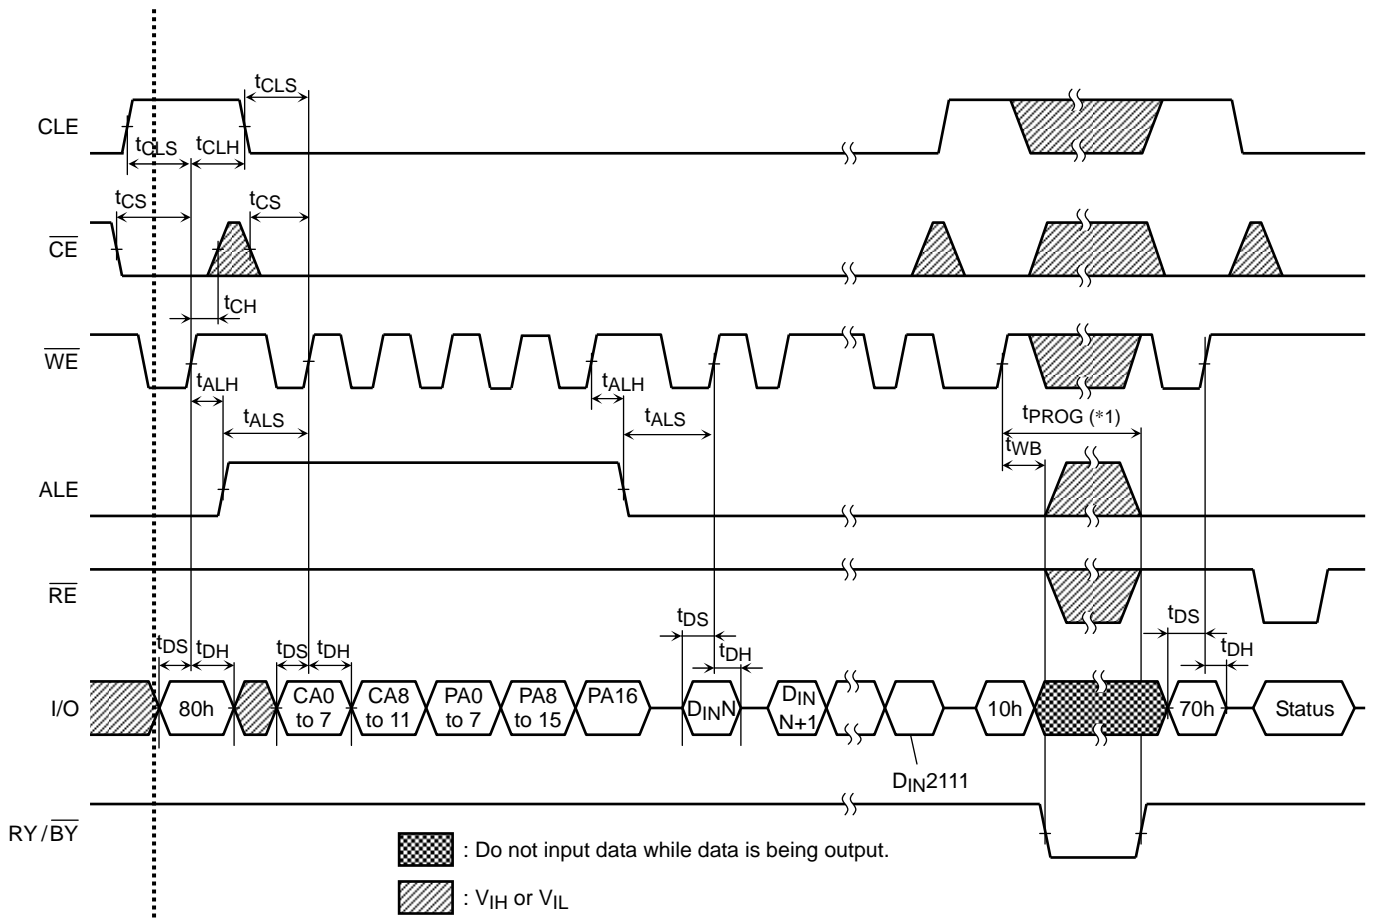 tCLS
CLE
tCLS
tCLH
tCS
tCS
CE
tCH
WE
tALH
tALH
tALS
tALS
tPROG (*1)
tWB
ALE
RE
tDS
tDH
tDS
tDH
tDS
tDH
tDS
tDH
I/O
80h
CA0
to 7
CA8
to 11
PA0
to 7
PA8
to 15
PA16
DINN
DIN
N+1
10h
70h
Status
DIN2111
RY/BY
: Do not input data while data is being output.
: VIH or VIL